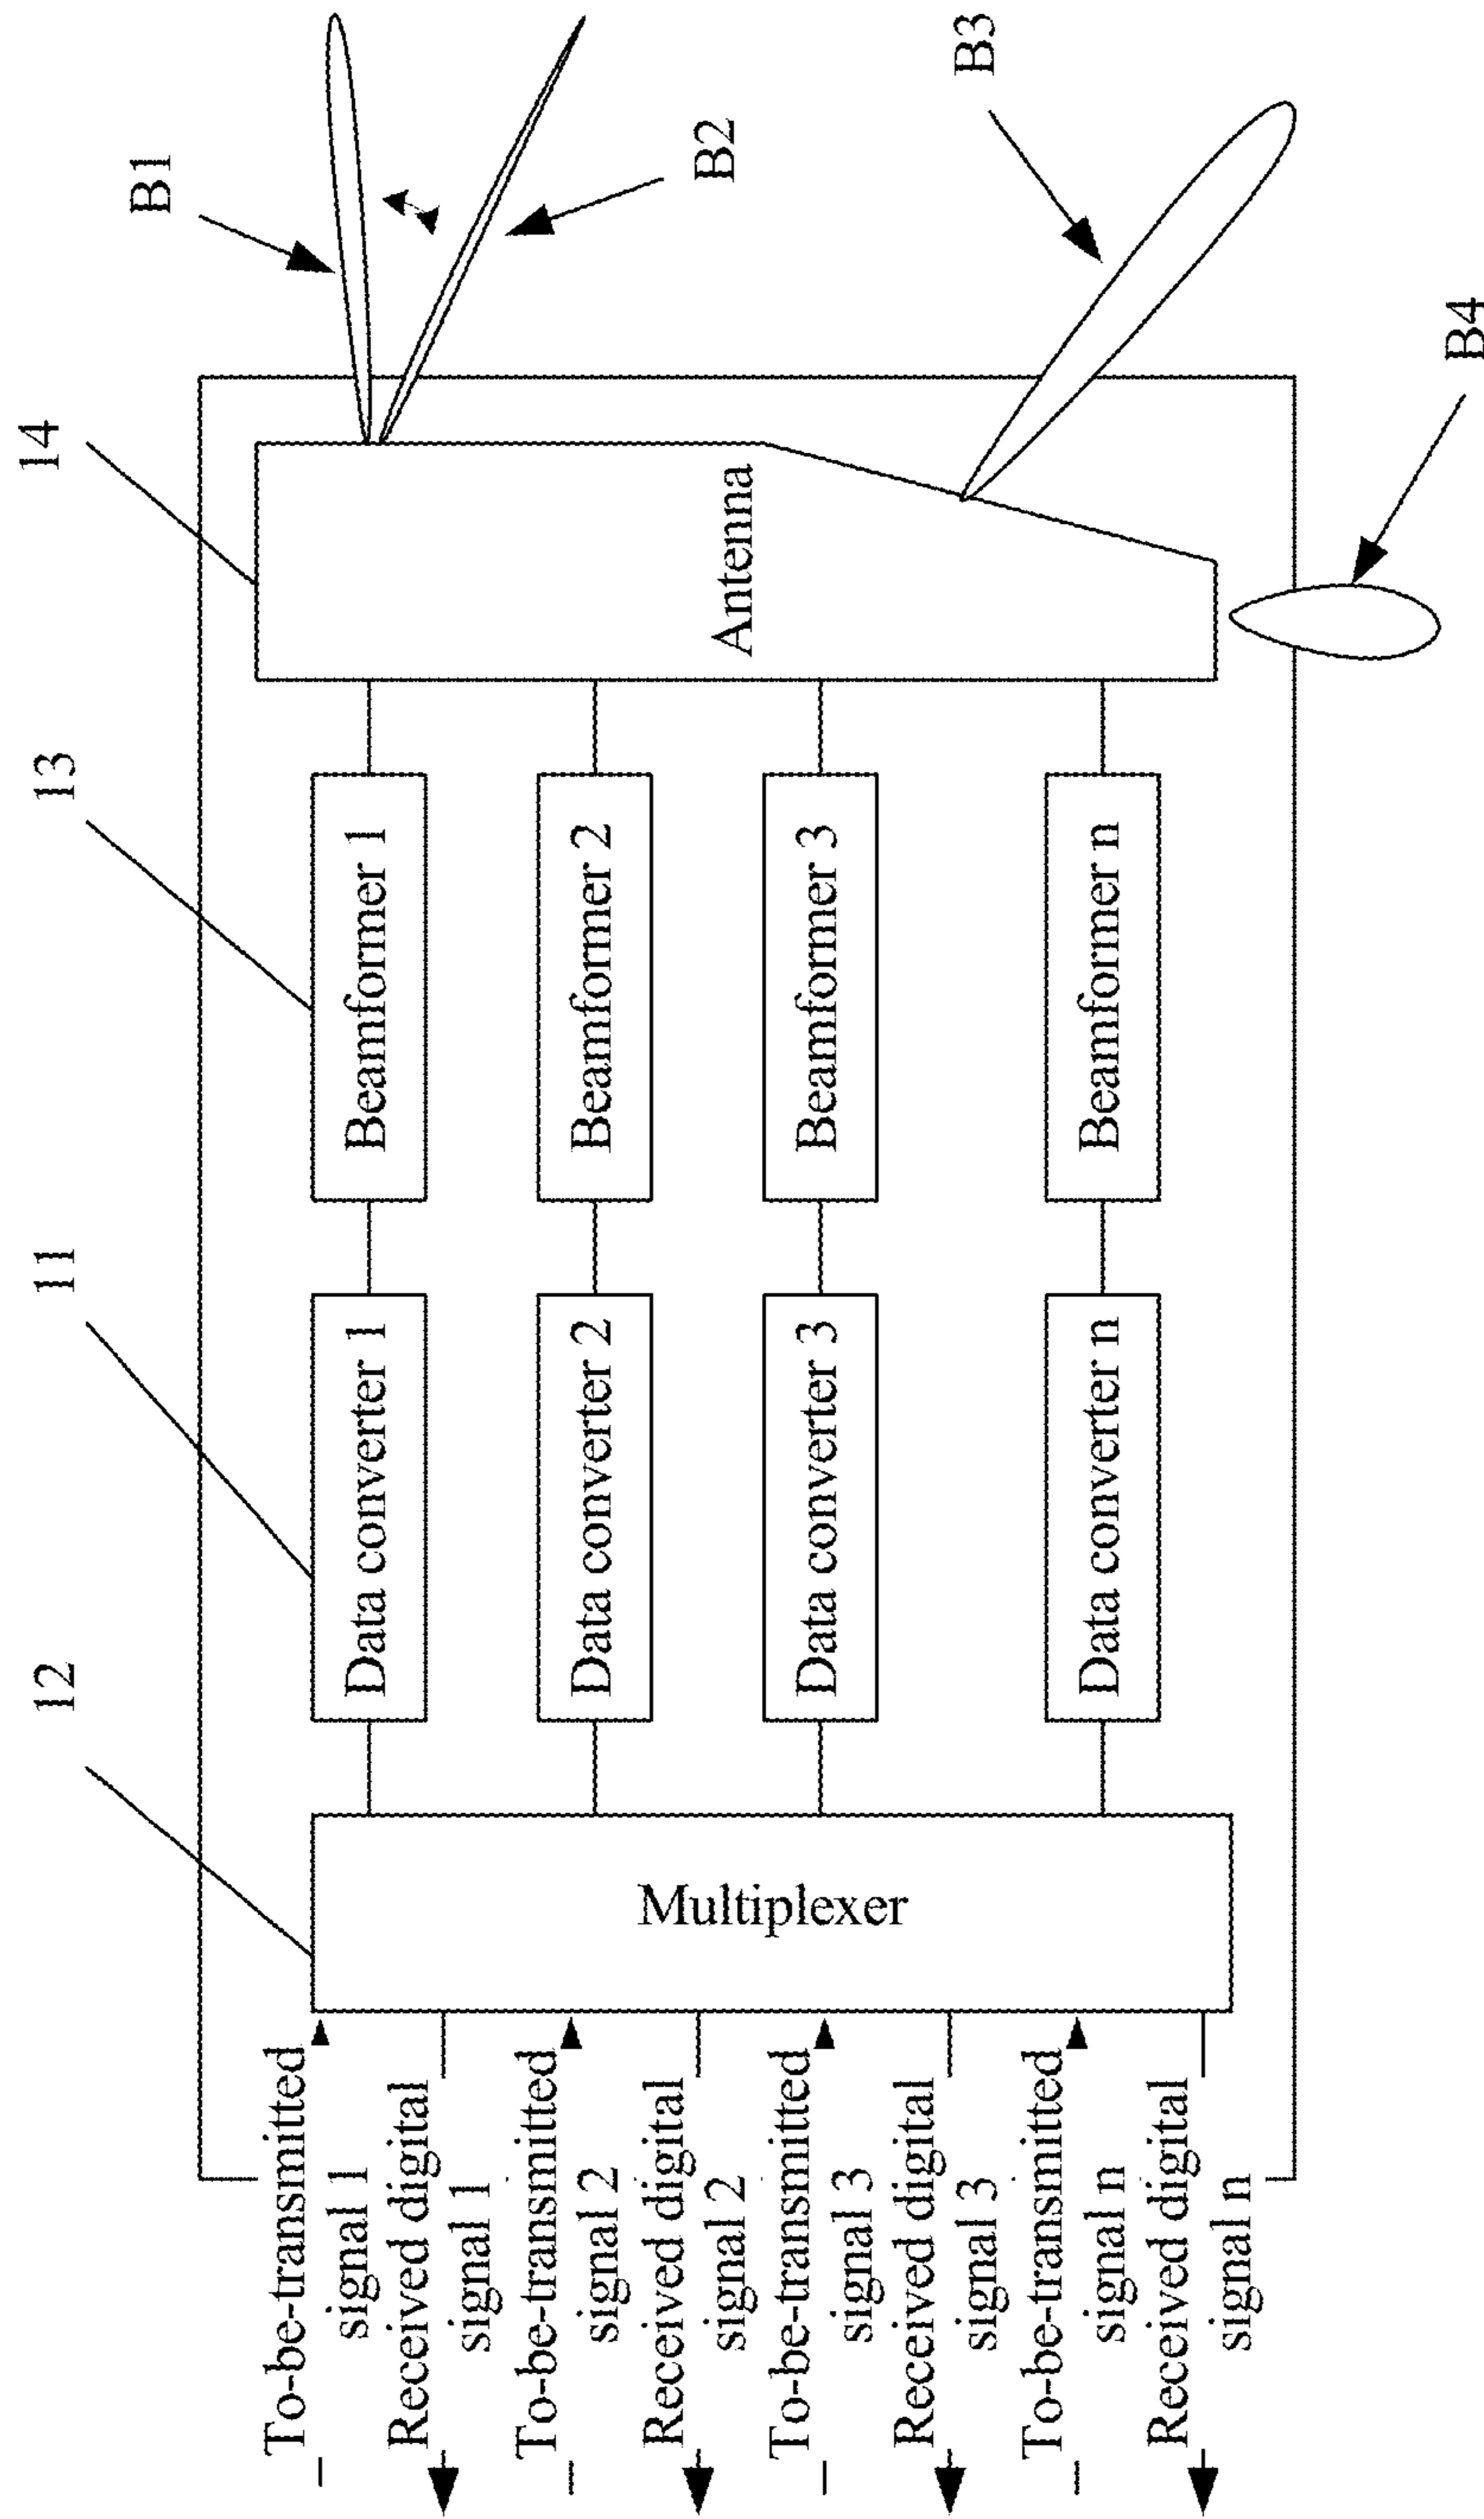 12
11
13
14
To-be-transmitted
signal 1
Received digital
signal 1
To-be-transmitted
signal 2
Received digital
signal 2
To-be-transmitted
signal 3
Received digital
signal 3
To-be-transmitted
signal n
Received digital
signal n
Multiplexer
Data converter 1
Data converter 2
Data converter 3
Data converter n
Beamformer 1
Beamformer 2
Beamformer 3
Beamformer n
Antenna
B1
B2
B3
B4